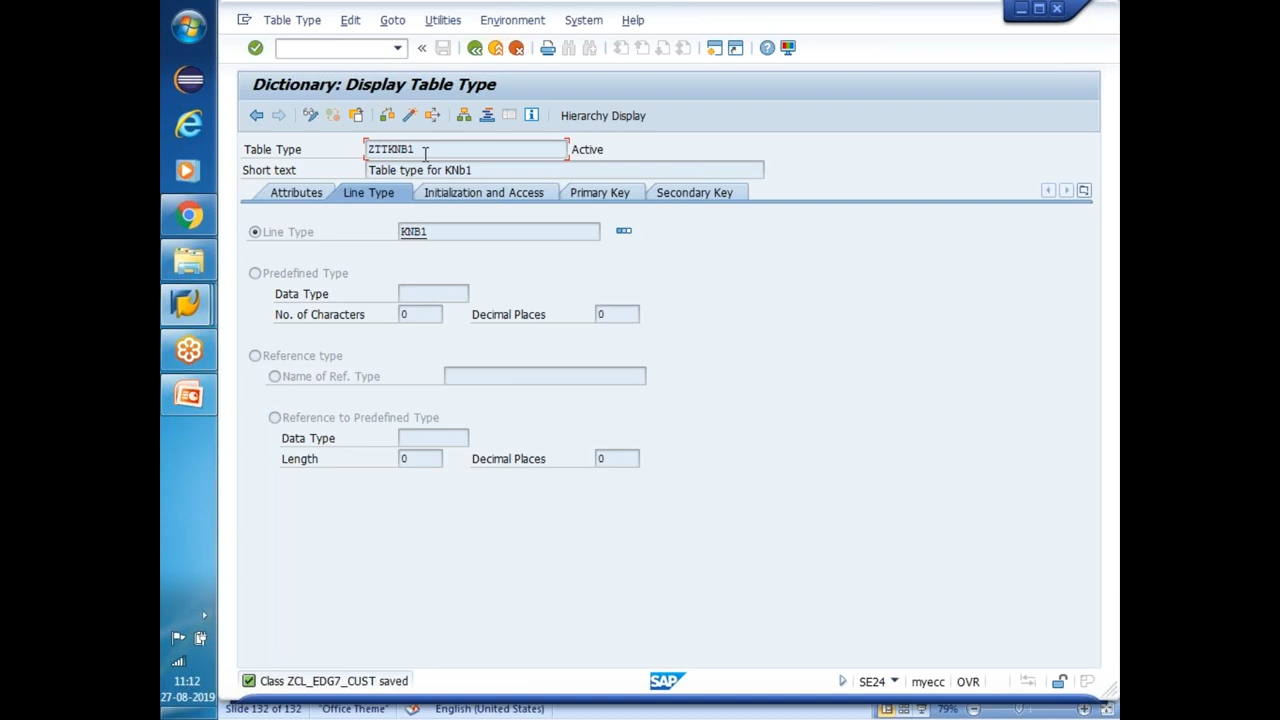 Table Type Edit Goto Utilities Environment System Help
Dictionary: Display Table Type
Hierarchy Display
Table Type ZTTKNB1 Active
Short text Table type for KNb1
Attributes Line Type Initialization and Access Primary Key Secondary Key
Line Type KNB1
Predefined Type
Data Type
No. of Characters 0 Decimal Places 0
Reference type
Name of Ref. Type
Reference to Predefined Type
Data Type
Length 0 Decimal Places 0
Class ZCL_EDG7_CUST saved SAP SE24 myecc OVR
11:12
27-08-2019
Slide 132 of 132 "Office Theme" English (United States) 79%